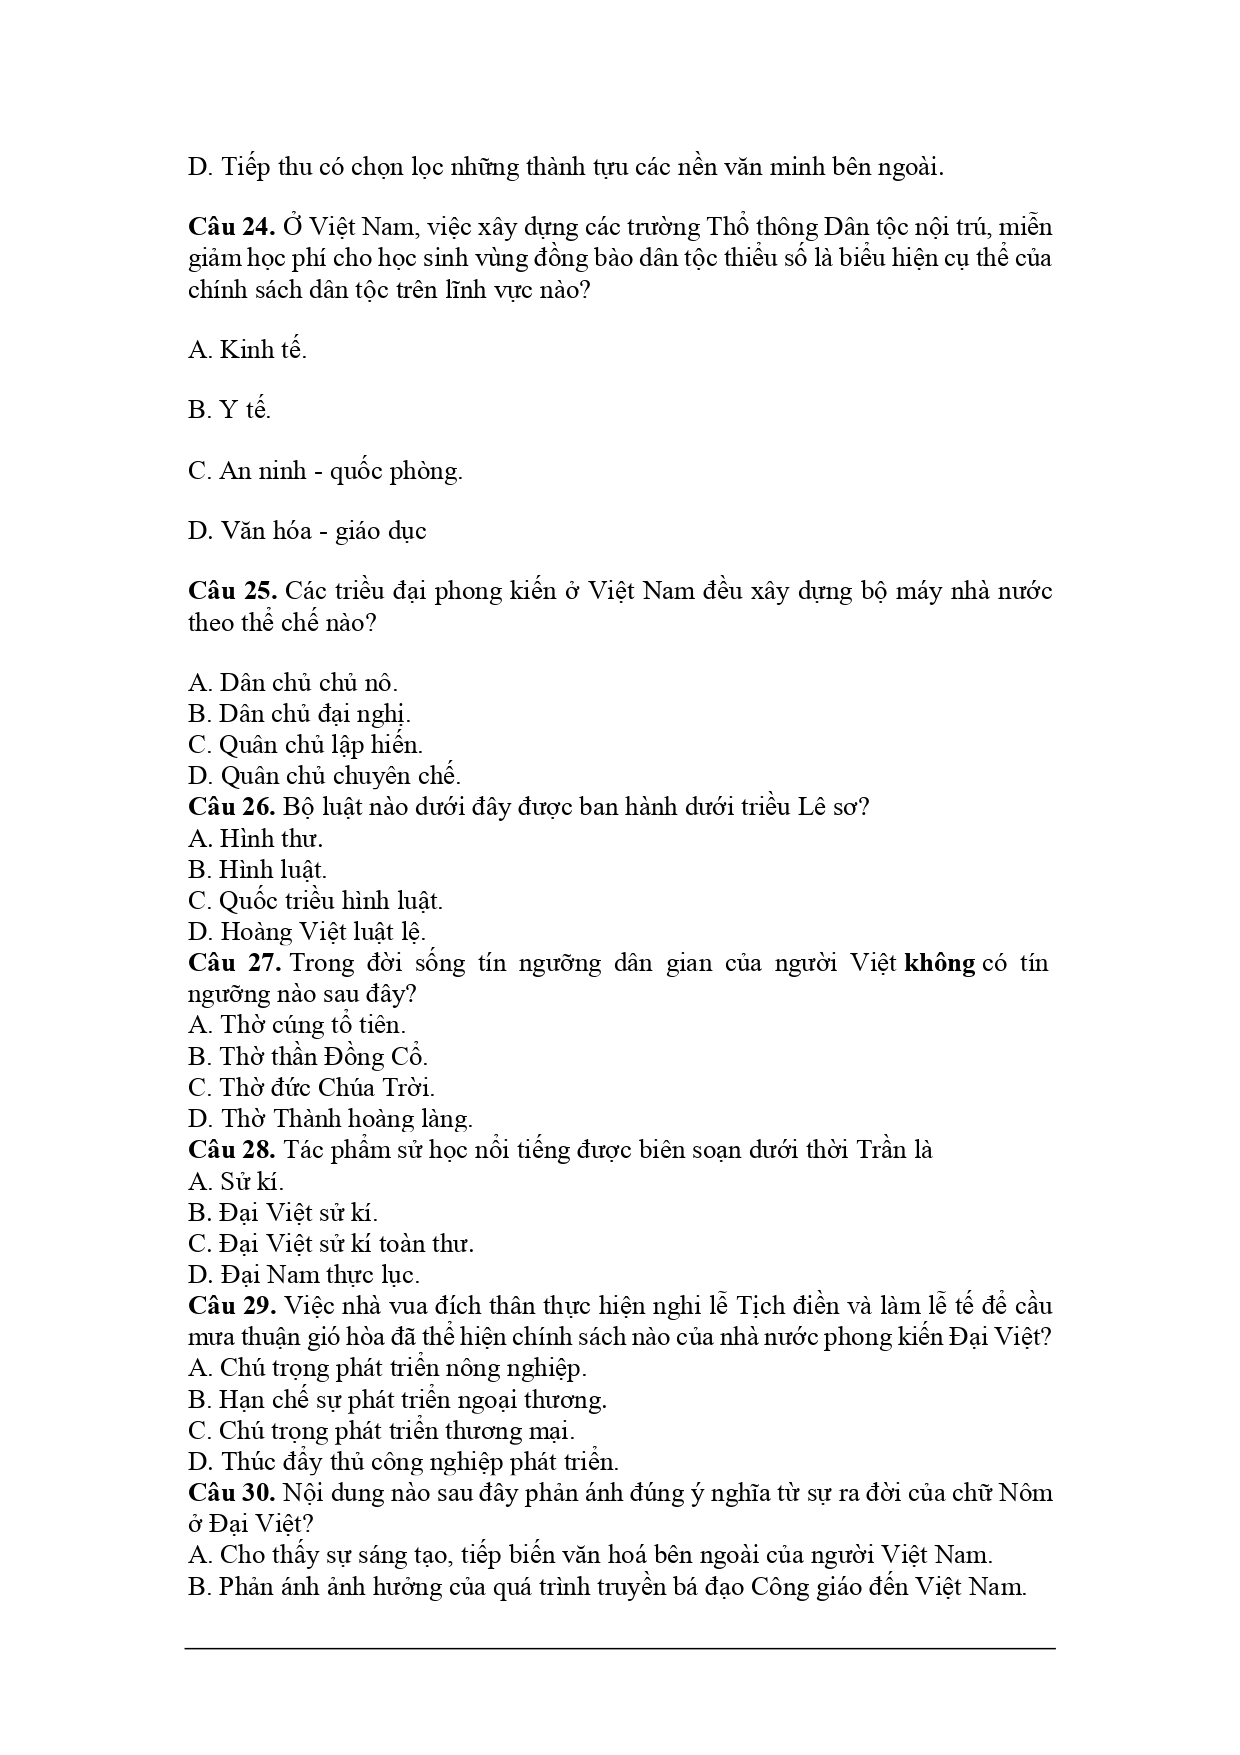 D. Tiếp thu có chọn lọc những thành tựu các nền văn minh bên ngoài.
Câu 24. Ở Việt Nam, việc xây dựng các trường Thổ thông Dân tộc nội trú, miễn
giảm học phí cho học sinh vùng đồng bào dân tộc thiểu số là biểu hiện cụ thể của
chính sách dân tộc trên lĩnh vực nào?
A. Kinh tế.
B. Y tế.
C. An ninh - quốc phòng.
D. Văn hóa - giáo dục
Câu 25. Các triều đại phong kiến ở Việt Nam đều xây dựng bộ máy nhà nước
theo thể chế nào?
A. Dân chủ chủ nô.
B. Dân chủ đại nghị.
C. Quân chủ lập hiến.
D. Quân chủ chuyên chế.
Câu 26. Bộ luật nào dưới đây được ban hành dưới triều Lê sơ?
A. Hình thư.
B. Hình luật.
C. Quốc triều hình luật.
D. Hoàng Việt luật lệ.
Câu 27. Trong đời sống tín ngưỡng dân gian của người Việt không có tín
ngưỡng nào sau đây?
A. Thờ cúng tổ tiên.
B. Thờ thần Đồng Cổ.
C. Thờ đức Chúa Trời.
D. Thờ Thành hoàng làng.
Câu 28. Tác phẩm sử học nổi tiếng được biên soạn dưới thời Trần là
A. Sử kí.
B. Đại Việt sử kí.
C. Đại Việt sử kí toàn thư.
D. Đại Nam thực lục.
Câu 29. Việc nhà vua đích thân thực hiện nghi lễ Tịch điền và làm lễ tế để cầu
mưa thuận gió hòa đã thể hiện chính sách nào của nhà nước phong kiến Đại Việt?
A. Chú trọng phát triển nông nghiệp.
B. Hạn chế sự phát triển ngoại thương.
C. Chú trọng phát triển thương mại.
D. Thúc đẩy thủ công nghiệp phát triển.
Câu 30. Nội dung nào sau đây phản ánh đúng ý nghĩa từ sự ra đời của chữ Nôm
ở Đại Việt?
A. Cho thấy sự sáng tạo, tiếp biến văn hoá bên ngoài của người Việt Nam.
B. Phản ánh ảnh hưởng của quá trình truyền bá đạo Công giáo đến Việt Nam.